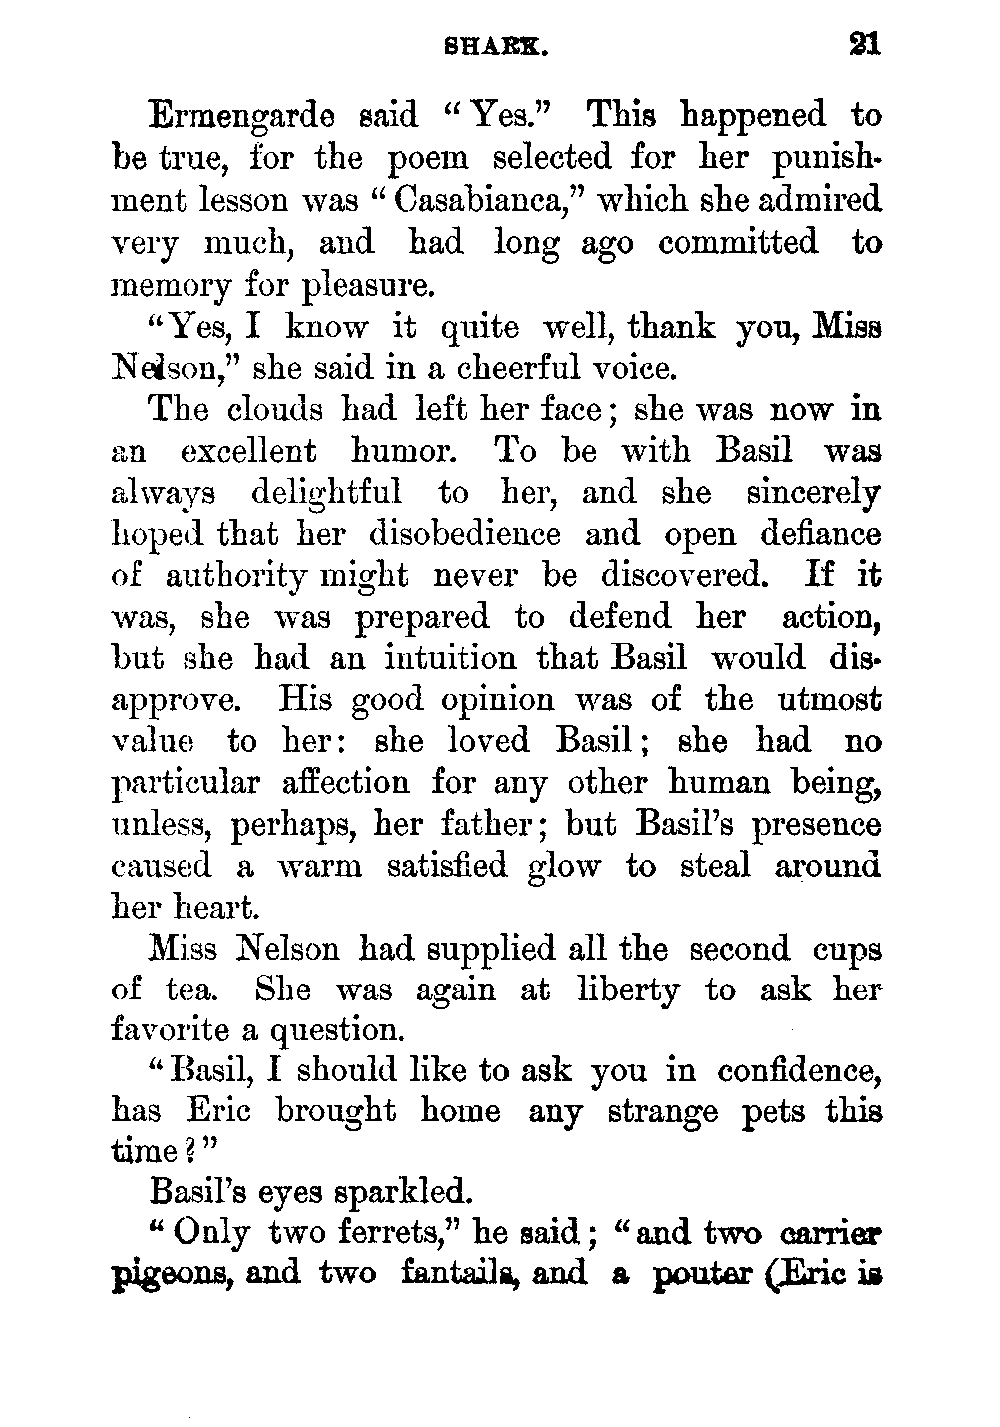 SHARK. 21
Ermengarde said “Yes.” This happened to
be true, for the poem selected for her punish-
ment lesson was “Casabianca,” which she admired
very much, and had long ago committed to
memory for pleasure.
“Yes, I know it quite well, thank you, Miss
Nelson,” she said in a cheerful voice.
The clouds had left her face; she was now in
an excellent humor. To be with Basil was
always delightful to her, and she sincerely
hoped that her disobedience and open defiance
of authority might never be discovered. If it
was, she was prepared to defend her action,
but she had an intuition that Basil would dis-
approve. His good opinion was of the utmost
value to her: she loved Basil; she had no
particular affection for any other human being,
unless, perhaps, her father; but Basil’s presence
caused a warm satisfied glow to steal around
her heart.
Miss Nelson had supplied all the second cups
of tea. She was again at liberty to ask her
favorite a question.
“Basil, I should like to ask you in confidence,
has Eric brought home any strange pets this
time?”
Basil’s eyes sparkled.
“Only two ferrets,” he said; “and two carrier
pigeons, and two fantails, and a pouter (Eric is